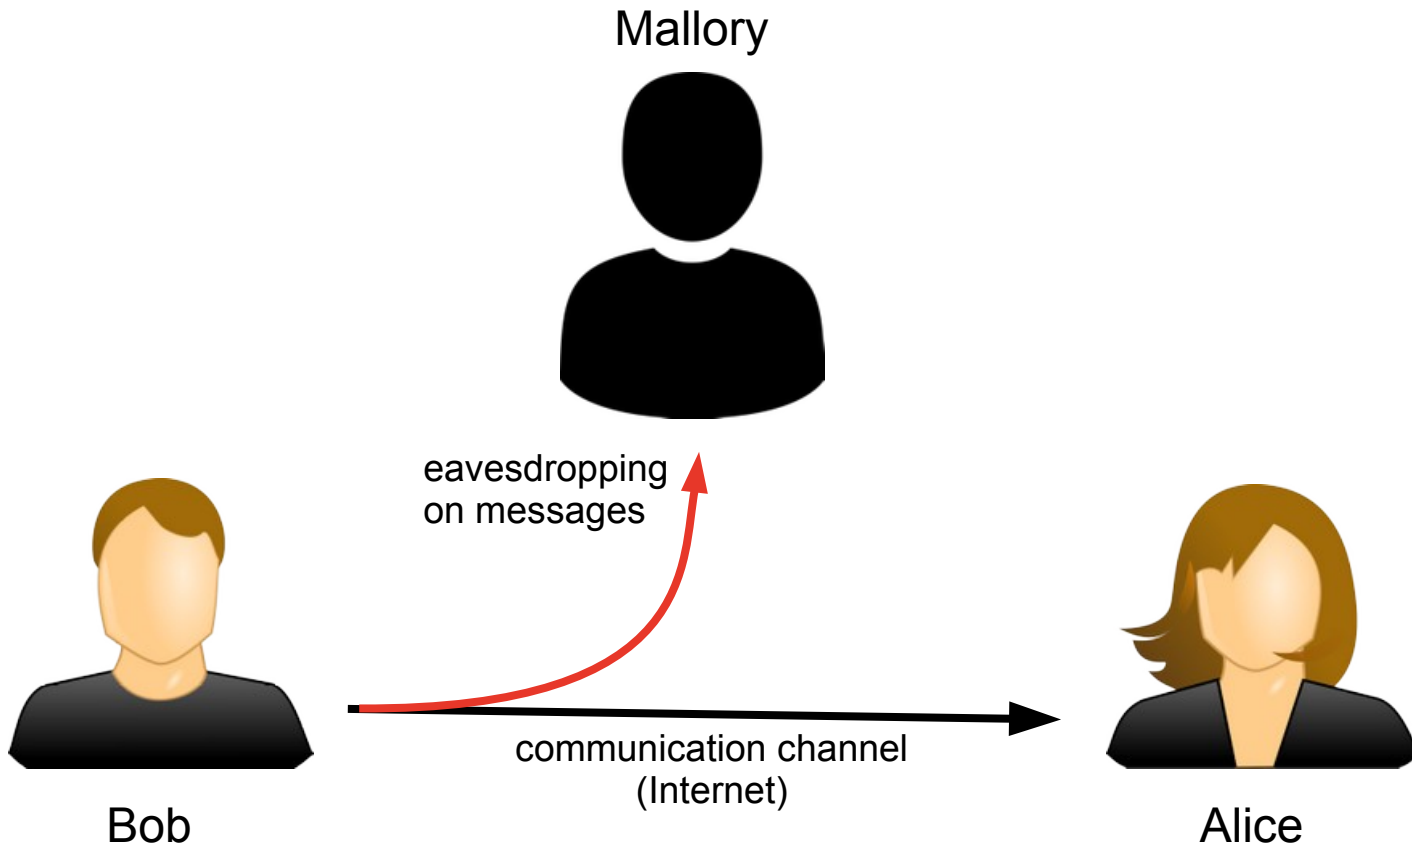 Mallory
eavesdropping
on messages
communication channel
(Internet)
Bob
Alice